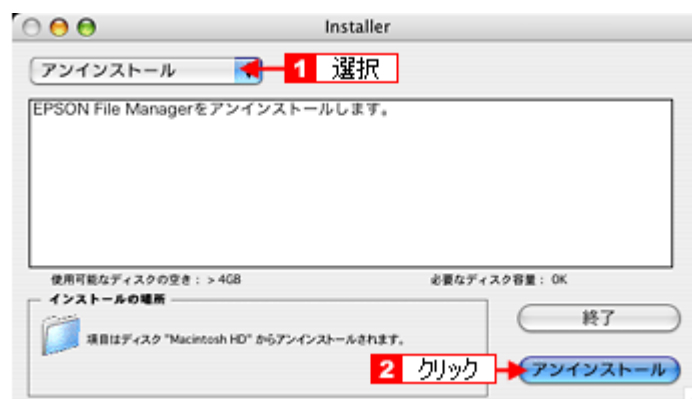 Installer
アンインストール
1 選択
EPSON File Managerをアンインストールします。
使用可能なディスクの空き： > 4GB
必要なディスク容量： OK
インストールの場所
項目はディスク "Macintosh HD" からアンインストールされます。
終了
2 クリック
アンインストール